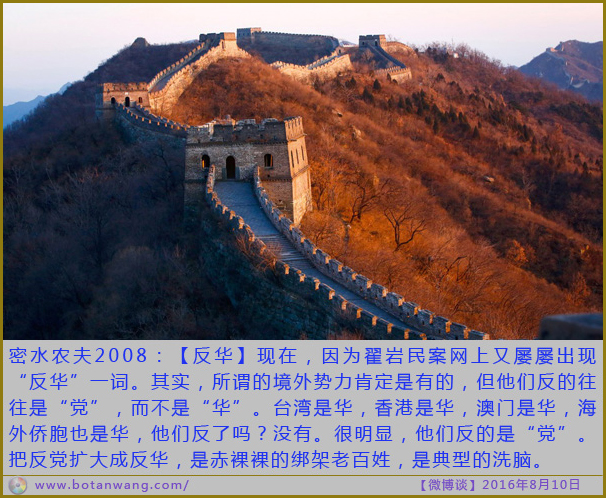 密水农夫2008：【反华】现在，因为翟岩民案网上又屡屡出现
“反华”一词。其实，所谓的境外势力肯定是有的，但他们反的往
往是“党”，而不是“华”。台湾是华，香港是华，澳门是华，海
外侨胞也是华，他们反了吗？没有。很明显，他们反的是“党”。
把反党扩大成反华，是赤裸裸的绑架老百姓，是典型的洗脑。
www.botanwang.com/
【微博谈】2016年8月10日